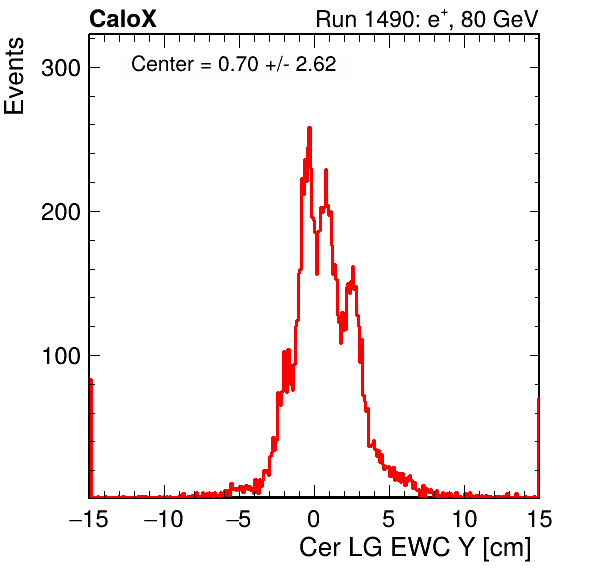 CaloX Run 1490: e+, 80 GeV
Events
Center = 0.70 +/- 2.62
300
200
100
−15 −10 −5 0 5 10 15
Cer LG EWC Y [cm]